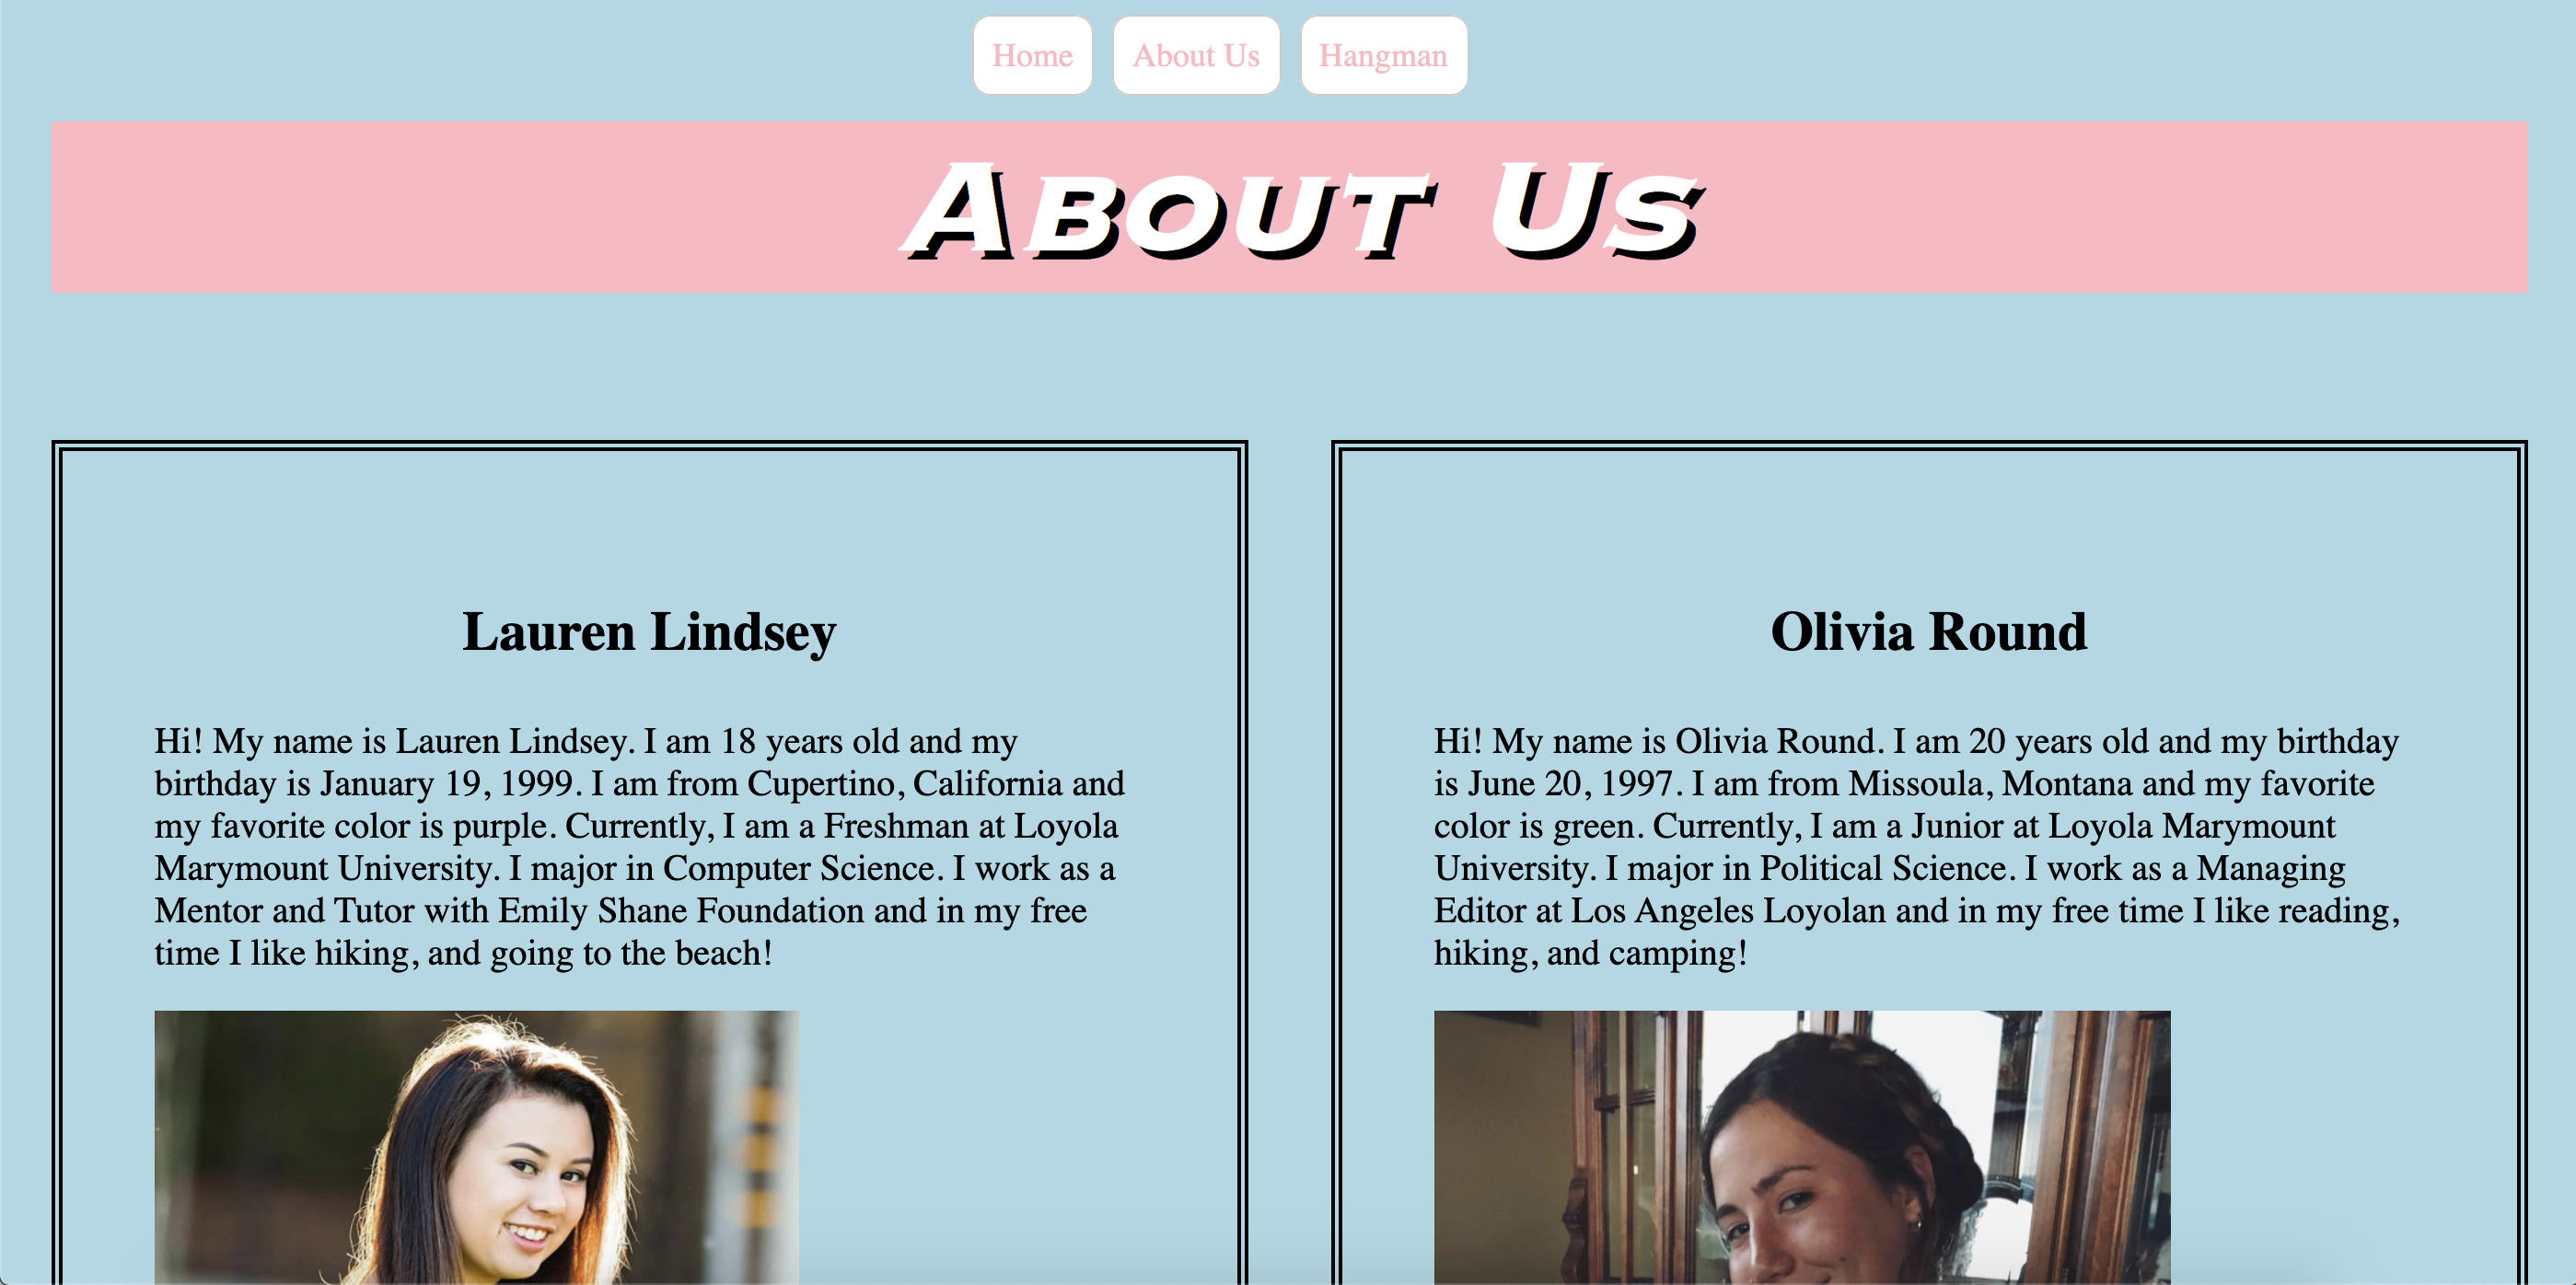 Home About Us Hangman
About Us
Lauren Lindsey
Hi! My name is Lauren Lindsey. I am 18 years old and my
birthday is January 19, 1999. I am from Cupertino, California and
my favorite color is purple. Currently, I am a Freshman at Loyola
Marymount University. I major in Computer Science. I work as a
Mentor and Tutor with Emily Shane Foundation and in my free
time I like hiking, and going to the beach!
Olivia Round
Hi! My name is Olivia Round. I am 20 years old and my birthday
is June 20, 1997. I am from Missoula, Montana and my favorite
color is green. Currently, I am a Junior at Loyola Marymount
University. I major in Political Science. I work as a Managing
Editor at Los Angeles Loyolan and in my free time I like reading,
hiking, and camping!